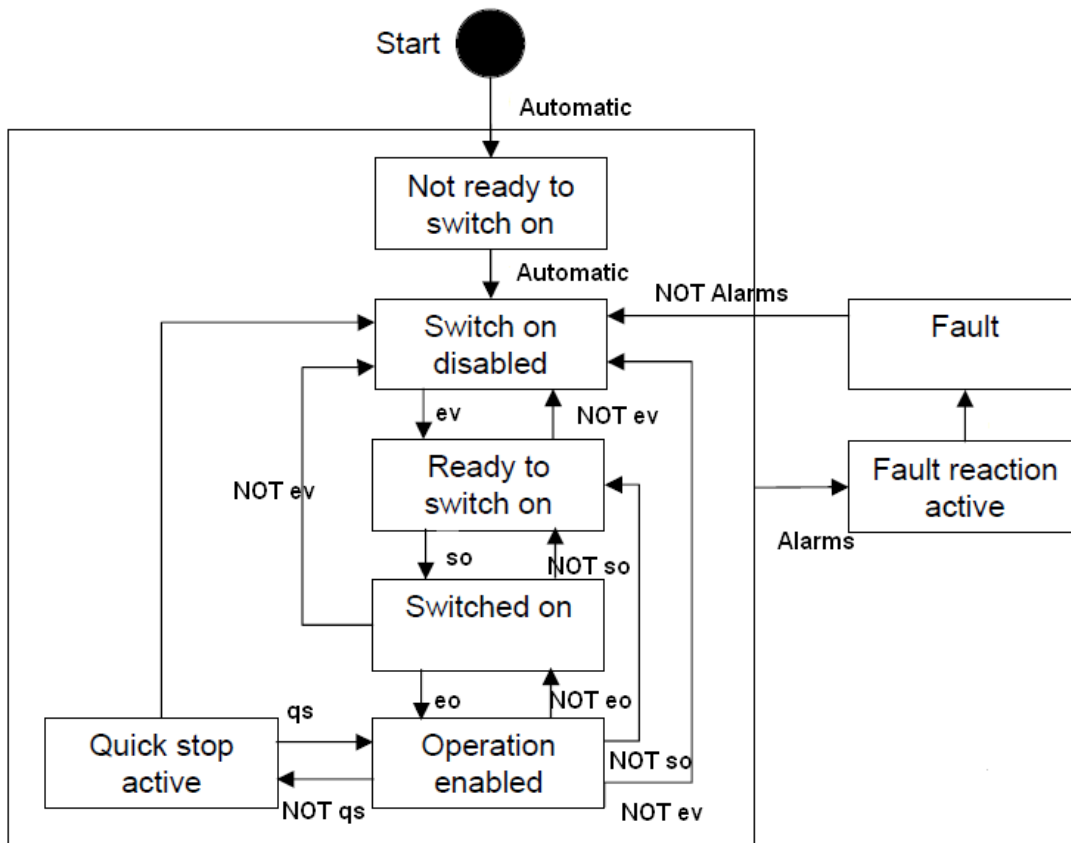 Start
Automatic
Not ready to
switch on
Automatic
NOT Alarms
Switch on
disabled
Fault
ev
NOT ev
Ready to
switch on
Fault reaction
active
NOT ev
Alarms
so
NOT so
Switched on
eo
NOT eo
qs
Quick stop
active
Operation
enabled
NOT so
NOT qs
NOT ev